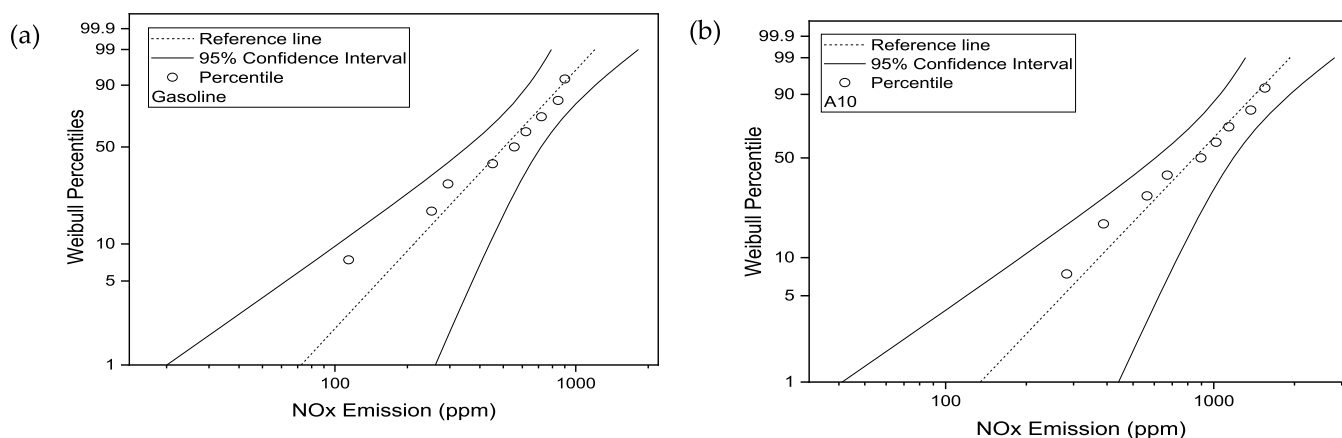 (a)
99.9
99
90
50
10
5
1
Weibull Percentiles
Reference line
95% Confidence Interval
Percentile
Gasoline
100
1000
NOx Emission (ppm)
(b)
99.9
99
90
50
10
5
1
Weibull Percentile
Reference line
95% Confidence Interval
Percentile
A10
100
1000
NOx Emission (ppm)